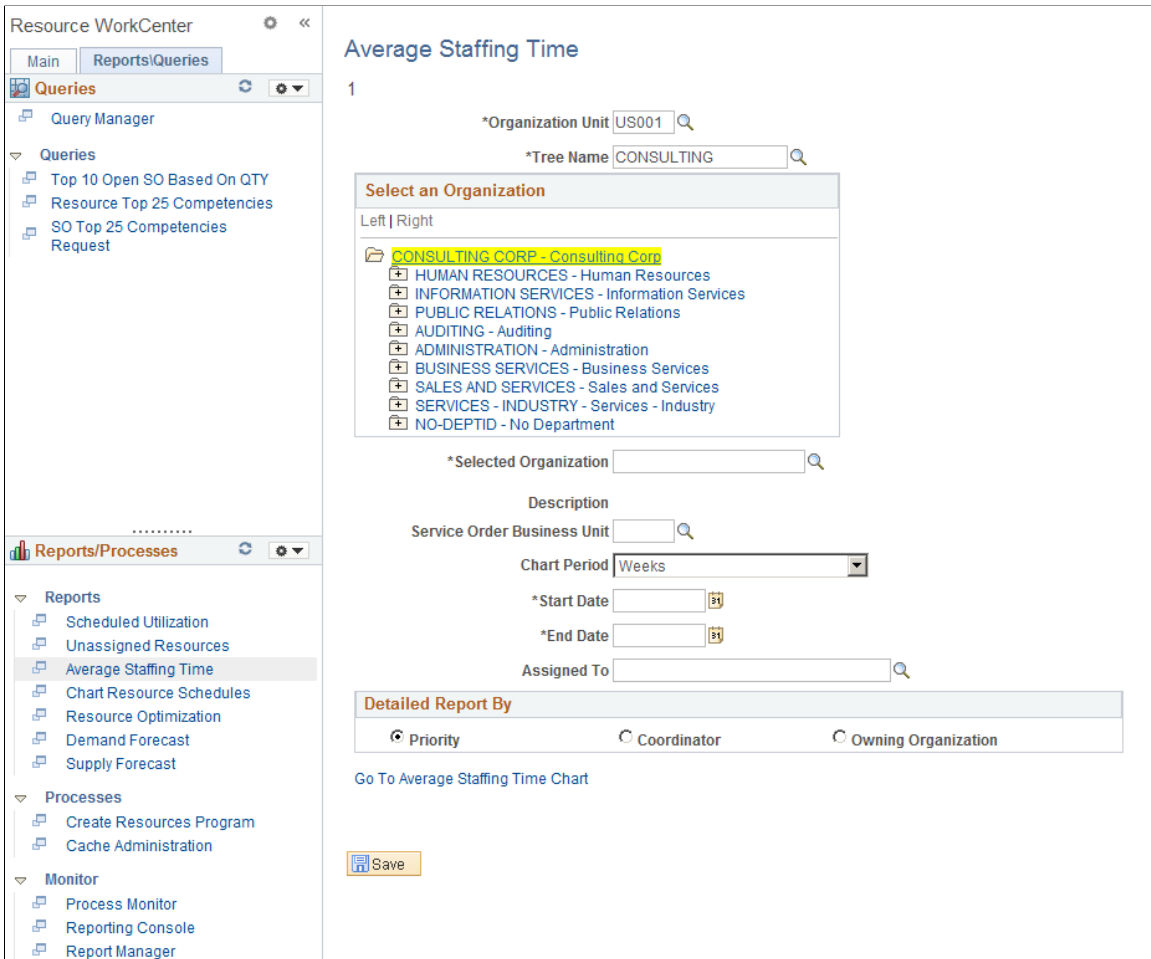 Resource WorkCenter
Main
Reports\Queries
Queries
Query Manager
Queries
Top 10 Open SO Based On QTY
Resource Top 25 Competencies
SO Top 25 Competencies
Request
Reports/Processes
Reports
Scheduled Utilization
Unassigned Resources
Average Staffing Time
Chart Resource Schedules
Resource Optimization
Demand Forecast
Supply Forecast
Processes
Create Resources Program
Cache Administration
Monitor
Process Monitor
Reporting Console
Report Manager
Average Staffing Time
1
*Organization Unit US001
*Tree Name CONSULTING
Select an Organization
Left | Right
CONSULTING CORP - Consulting Corp
HUMAN RESOURCES - Human Resources
INFORMATION SERVICES - Information Services
PUBLIC RELATIONS - Public Relations
AUDITING - Auditing
ADMINISTRATION - Administration
BUSINESS SERVICES - Business Services
SALES AND SERVICES - Sales and Services
SERVICES - INDUSTRY - Services - Industry
NO-DEPTID - No Department
*Selected Organization
Description
Service Order Business Unit
Chart Period Weeks
*Start Date
31
*End Date
31
Assigned To
Detailed Report By
Priority Coordinator Owning Organization
Go To Average Staffing Time Chart
Save